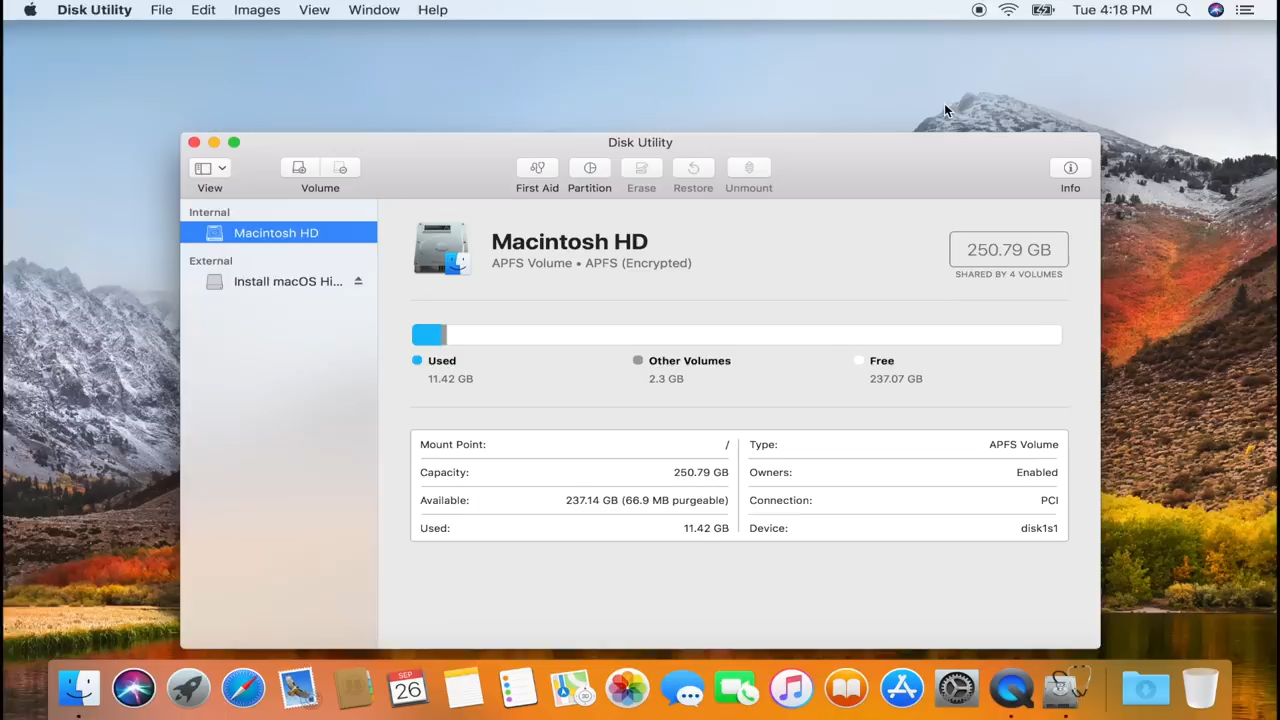 Disk Utility File Edit Images View Window Help Tue 4:18 PM
Disk Utility
View Volume First Aid Partition Erase Restore Unmount Info
Internal
Macintosh HD
External
Install macOS Hi...
Macintosh HD
APFS Volume • APFS (Encrypted)
250.79 GB
SHARED BY 4 VOLUMES
Used Other Volumes Free
11.42 GB 2.3 GB 237.07 GB
Mount Point: / Type: APFS Volume
Capacity: 250.79 GB Owners: Enabled
Available: 237.14 GB (66.9 MB purgeable) Connection: PCI
Used: 11.42 GB Device: disk1s1
SEP
26